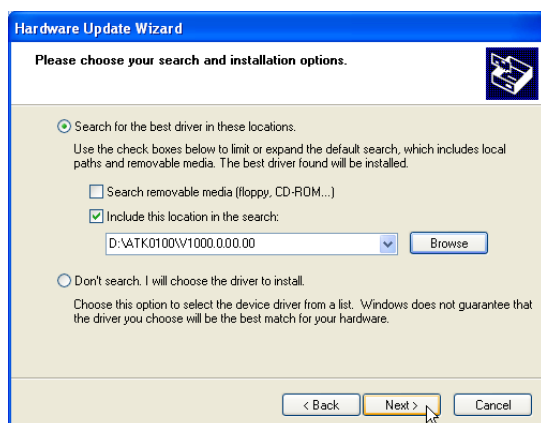 Hardware Update Wizard
Please choose your search and installation options.
Search for the best driver in these locations.
Use the check boxes below to limit or expand the default search, which includes local
paths and removable media. The best driver found will be installed.
Search removable media (floppy, CD-ROM...)
Include this location in the search:
D:\ATK0100\V1000.0.00.00
Browse
Don't search. I will choose the driver to install.
Choose this option to select the device driver from a list. Windows does not guarantee that
the driver you choose will be the best match for your hardware.
< Back Next > Cancel